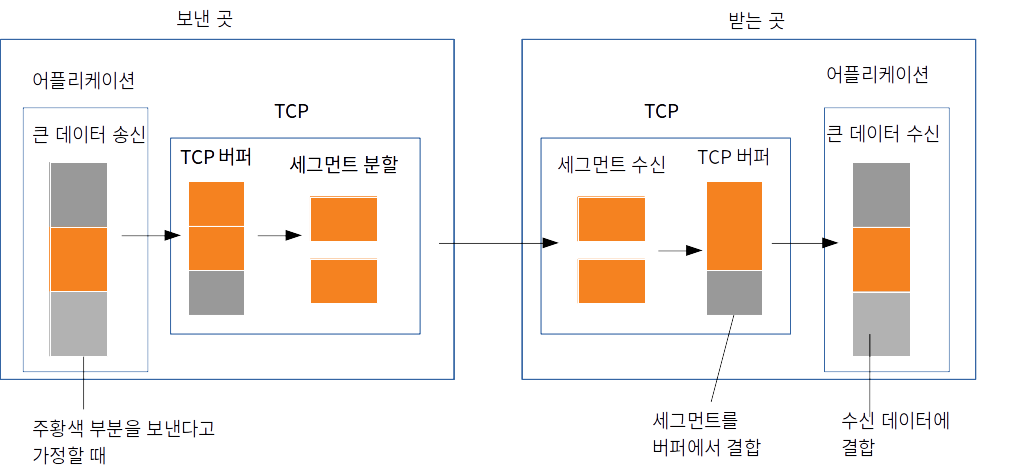 보낸 곳
어플리케이션
큰 데이터 송신
TCP
TCP 버퍼
세그먼트 분할
주황색 부분을 보낸다고
가정할 때
받는 곳
TCP
세그먼트 수신
TCP 버퍼
어플리케이션
큰 데이터 수신
세그먼트를
버퍼에서 결합
수신 데이터에
결합